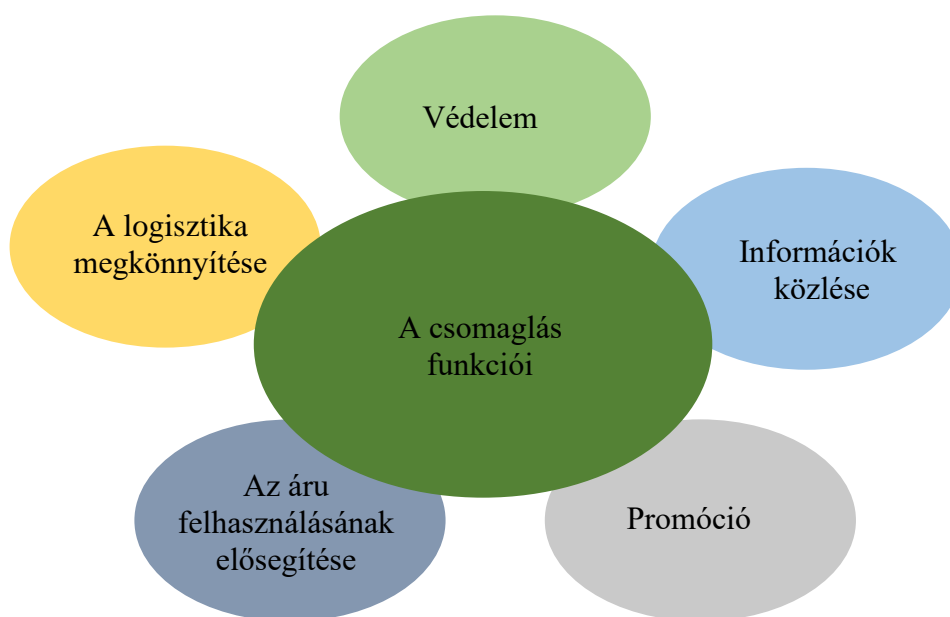 Védelem
A logisztika
megkönnyítése
Információk
közlése
A csomaglás
funkciói
Az áru
felhasználásának
elősegítése
Promóció